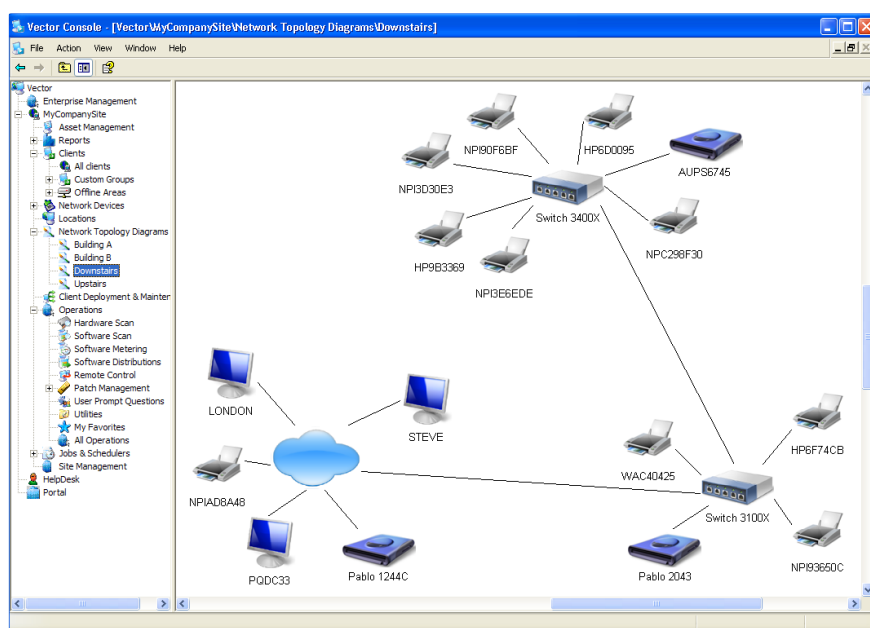 Vector Console - [Vector\MyCompanySite\Network Topology Diagrams\Downstairs]
File Action View Window Help
Vector
Enterprise Management
MyCompanySite
Asset Management
Reports
Clients
All clients
Custom Groups
Offline Areas
Network Devices
Locations
Network Topology Diagrams
Building A
Building B
Downstairs
Upstairs
Client Deployment & Mainter
Operations
Hardware Scan
Software Scan
Software Metering
Software Distributions
Remote Control
Patch Management
User Prompt Questions
Utilities
My Favorites
All Operations
Jobs & Schedulers
Site Management
HelpDesk
Portal
NPI90F6BF
HP6D0095
AUPS6745
NPI3D30E3
Switch 3400X
NPC298F30
HP9B3369
NPI3E6EDE
LONDON
STEVE
HP6F74CB
WAC40425
NPIAD8A48
Switch 3100X
PQDC33
Pablo 1244C
Pablo 2043
NPI93650C